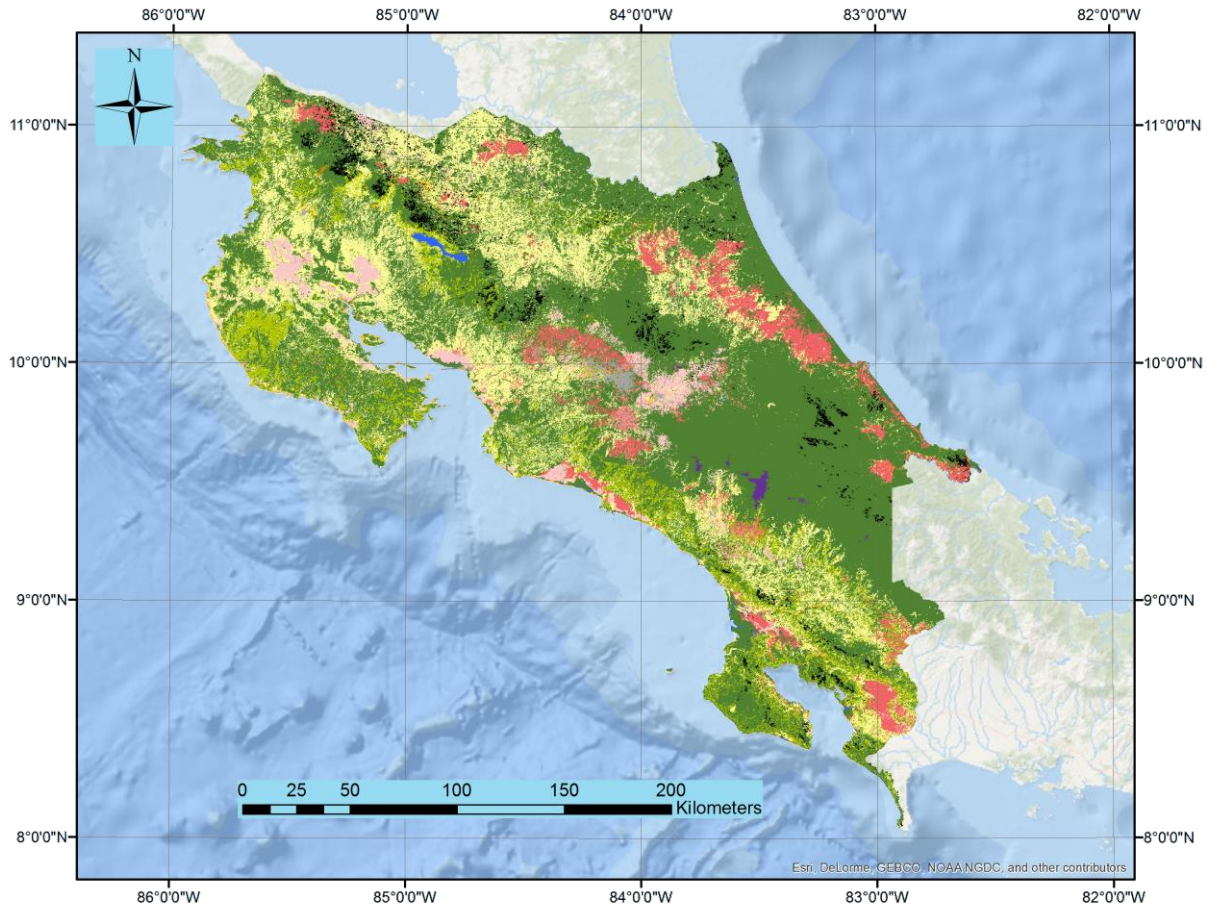 86°0'0"W 85°0'0"W 84°0'0"W 83°0'0"W 82°0'0"W
N
11°0'0"N 11°0'0"N
10°0'0"N 10°0'0"N
9°0'0"N 9°0'0"N
0 25 50 100 150 200
Kilometers
8°0'0"N 8°0'0"N
Esri, DeLorme, GEBCO, NOAA NGDC, and other contributors
86°0'0"W 85°0'0"W 84°0'0"W 83°0'0"W 82°0'0"W